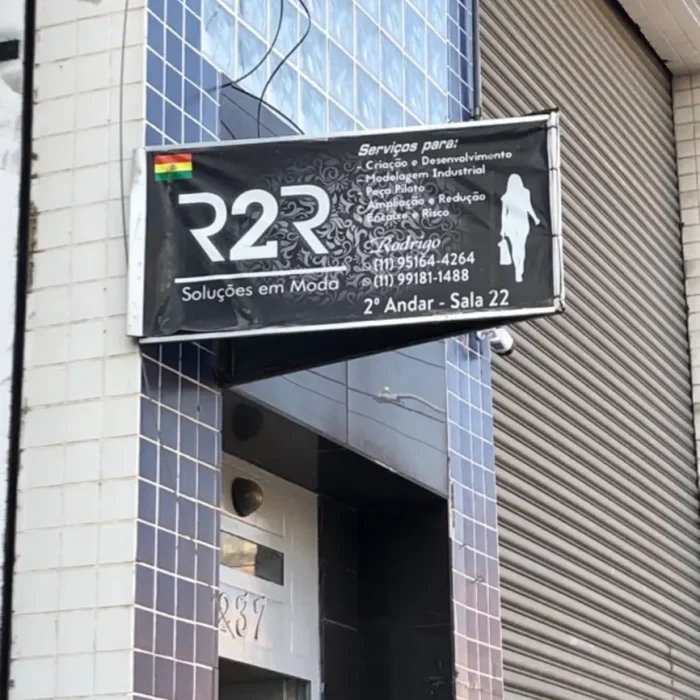 Serviços para:
- Criação e Desenvolvimento
- Modelagem Industrial
Peça Piloto
Ampliação e Redução
Encaixe e Risco
R2R
Soluções em Moda
Rodrigo
(11) 95164-4264
(11) 99181-1488
2º Andar - Sala 22
837